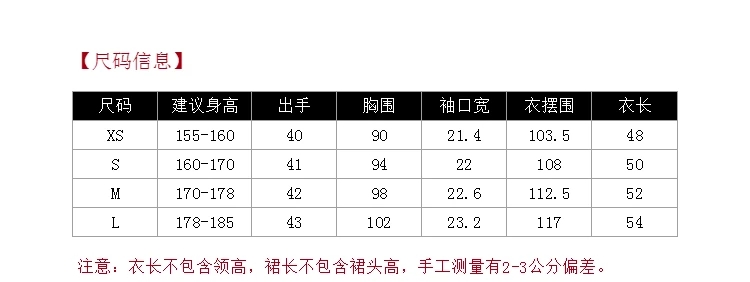 【尺码信息】
尺码 建议身高 出手 胸围 袖口宽 衣摆围 衣长
XS 155-160 40 90 21.4 103.5 48
S 160-170 41 94 22 108 50
M 170-178 42 98 22.6 112.5 52
L 178-185 43 102 23.2 117 54
注意：衣长不包含领高，裙长不包含裙头高，手工测量有2-3公分偏差。